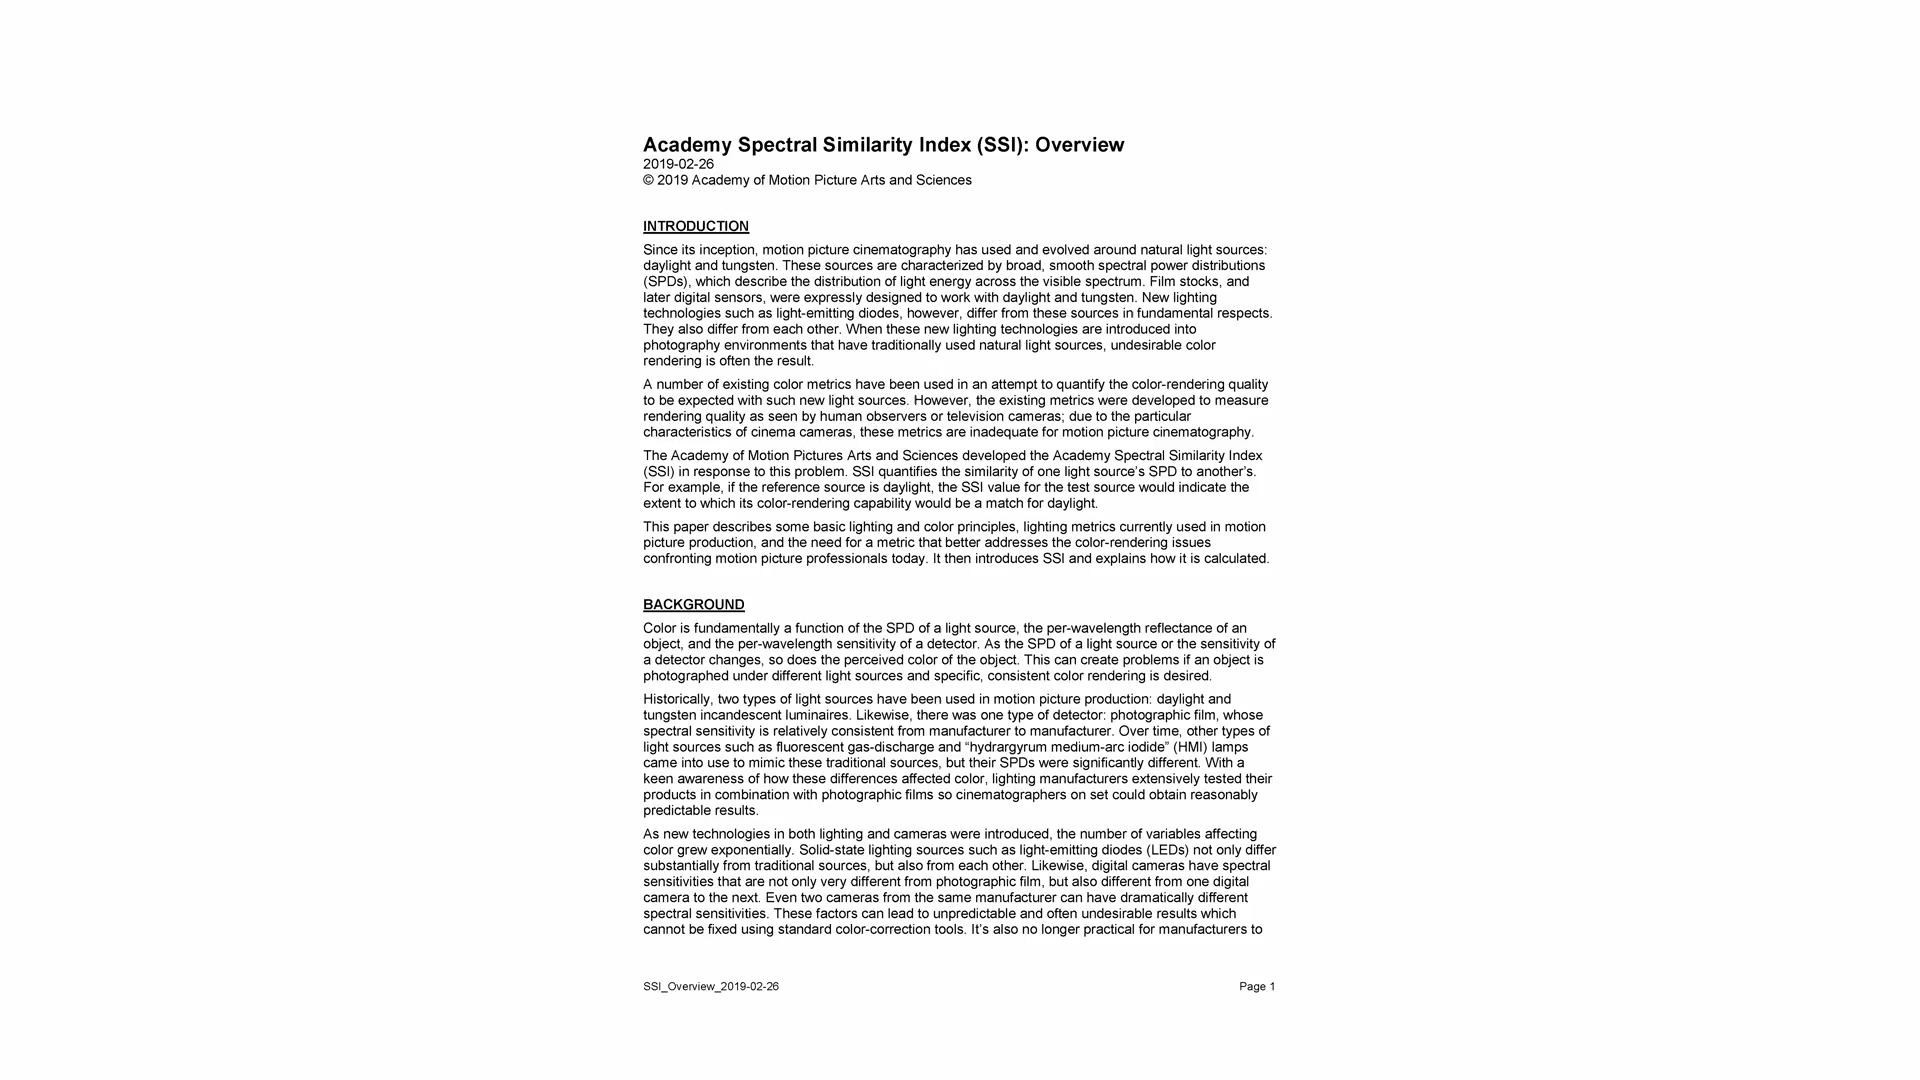 Academy Spectral Similarity Index (SSI): Overview
2019-02-26
© 2019 Academy of Motion Picture Arts and Sciences
INTRODUCTION
Since its inception, motion picture cinematography has used and evolved around natural light sources:
daylight and tungsten. These sources are characterized by broad, smooth spectral power distributions
(SPDs), which describe the distribution of light energy across the visible spectrum. Film stocks, and
later digital sensors, were expressly designed to work with daylight and tungsten. New lighting
technologies such as light-emitting diodes, however, differ from these sources in fundamental respects.
They also differ from each other. When these new lighting technologies are introduced into
photography environments that have traditionally used natural light sources, undesirable color
rendering is often the result.
A number of existing color metrics have been used in an attempt to quantify the color-rendering quality
to be expected with such new light sources. However, the existing metrics were developed to measure
rendering quality as seen by human observers or television cameras; due to the particular
characteristics of cinema cameras, these metrics are inadequate for motion picture cinematography.
The Academy of Motion Pictures Arts and Sciences developed the Academy Spectral Similarity Index
(SSI) in response to this problem. SSI quantifies the similarity of one light source’s SPD to another’s.
For example, if the reference source is daylight, the SSI value for the test source would indicate the
extent to which its color-rendering capability would be a match for daylight.
This paper describes some basic lighting and color principles, lighting metrics currently used in motion
picture production, and the need for a metric that better addresses the color-rendering issues
confronting motion picture professionals today. It then introduces SSI and explains how it is calculated.
BACKGROUND
Color is fundamentally a function of the SPD of a light source, the per-wavelength reflectance of an
object, and the per-wavelength sensitivity of a detector. As the SPD of a light source or the sensitivity of
a detector changes, so does the perceived color of the object. This can create problems if an object is
photographed under different light sources and specific, consistent color rendering is desired.
Historically, two types of light sources have been used in motion picture production: daylight and
tungsten incandescent luminaires. Likewise, there was one type of detector: photographic film, whose
spectral sensitivity is relatively consistent from manufacturer to manufacturer. Over time, other types of
light sources such as fluorescent gas-discharge and “hydrargyrum medium-arc iodide” (HMI) lamps
came into use to mimic these traditional sources, but their SPDs were significantly different. With a
keen awareness of how these differences affected color, lighting manufacturers extensively tested their
products in combination with photographic films so cinematographers on set could obtain reasonably
predictable results.
As new technologies in both lighting and cameras were introduced, the number of variables affecting
color grew exponentially. Solid-state lighting sources such as light-emitting diodes (LEDs) not only differ
substantially from traditional sources, but also from each other. Likewise, digital cameras have spectral
sensitivities that are not only very different from photographic film, but also different from one digital
camera to the next. Even two cameras from the same manufacturer can have dramatically different
spectral sensitivities. These factors can lead to unpredictable and often undesirable results which
cannot be fixed using standard color-correction tools. It’s also no longer practical for manufacturers to
SSI_Overview_2019-02-26
Page 1